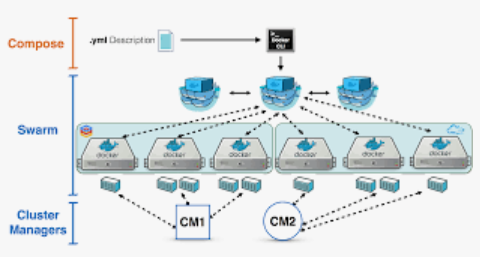 Compose
.yml Description
>_
Docker
CLI
Swarm
docker
docker
docker
docker
docker
docker
Cluster
Managers
CM1
CM2